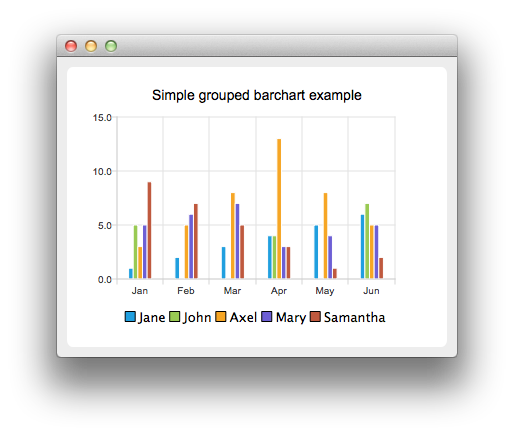 Simple grouped barchart example
15.0
10.0
5.0
0.0
Jan Feb Mar Apr May Jun
Jane John Axel Mary Samantha